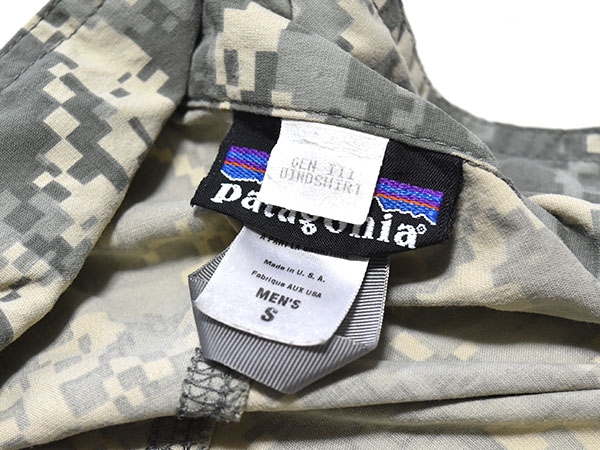 GEN III
WINDSHIRT
patagonia®
Made in U. S. A.
Fabrique AUX USA
MEN'S
S